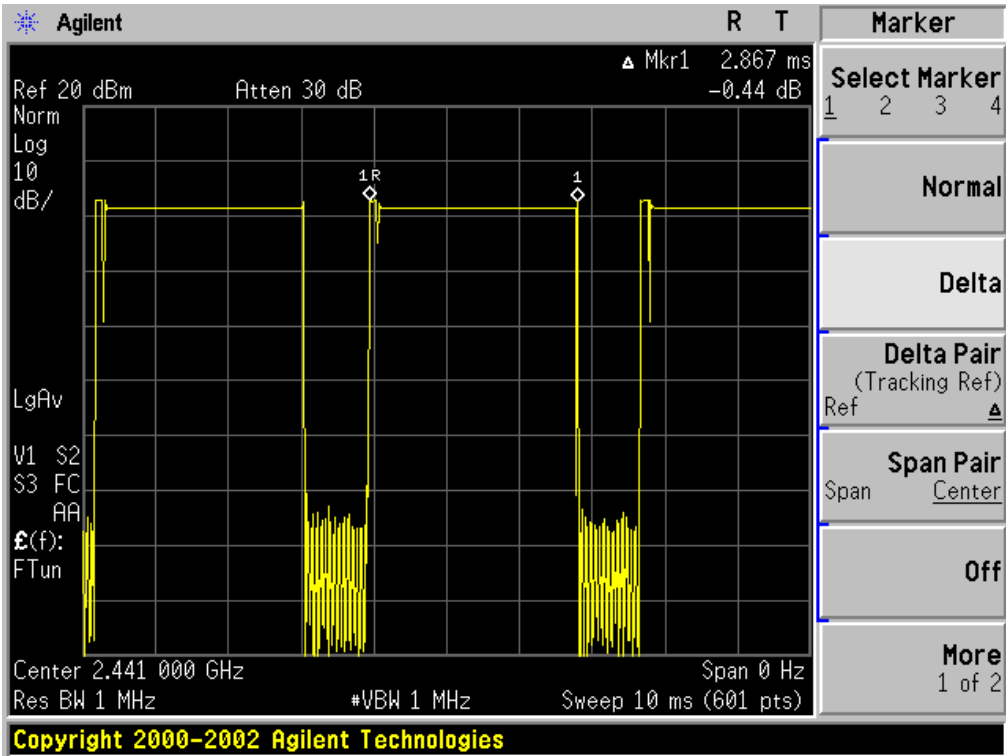 Agilent R T
Marker
Δ Mkr1 2.867 ms
Ref 20 dBm Atten 30 dB -0.44 dB
Norm
Log
10
dB/
1R
1
LgAv
V1 S2
S3 FC
AA
£(f):
FTun
Center 2.441 000 GHz Span 0 Hz
Res BW 1 MHz #VBW 1 MHz Sweep 10 ms (601 pts)
Select Marker
1 2 3 4
Normal
Delta
Delta Pair
(Tracking Ref)
Ref Δ
Span Pair
Span Center
Off
More
1 of 2
Copyright 2000-2002 Agilent Technologies